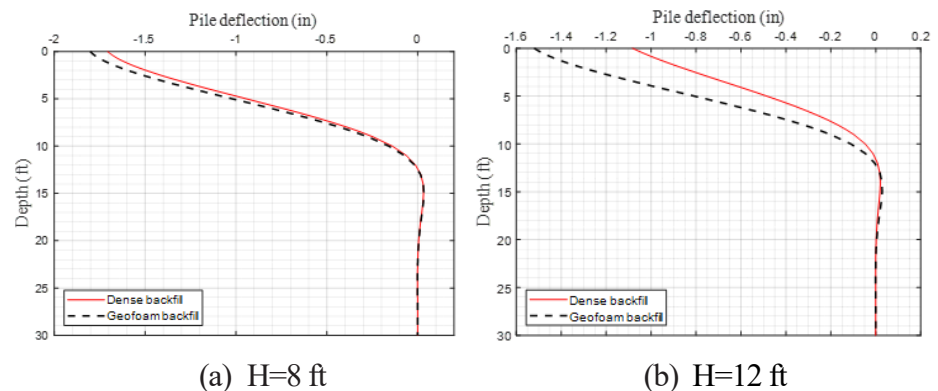 Pile deflection (in)
-2 -1.5 -1 -0.5 0
0
5
10
15
20
25
30
Depth (ft)
Dense backfill
Geofoam backfill
(a) H=8 ft
Pile deflection (in)
-1.6 -1.4 -1.2 -1 -0.8 -0.6 -0.4 -0.2 0 0.2
0
5
10
15
20
25
30
Depth (ft)
Dense backfill
Geofoam backfill
(b) H=12 ft